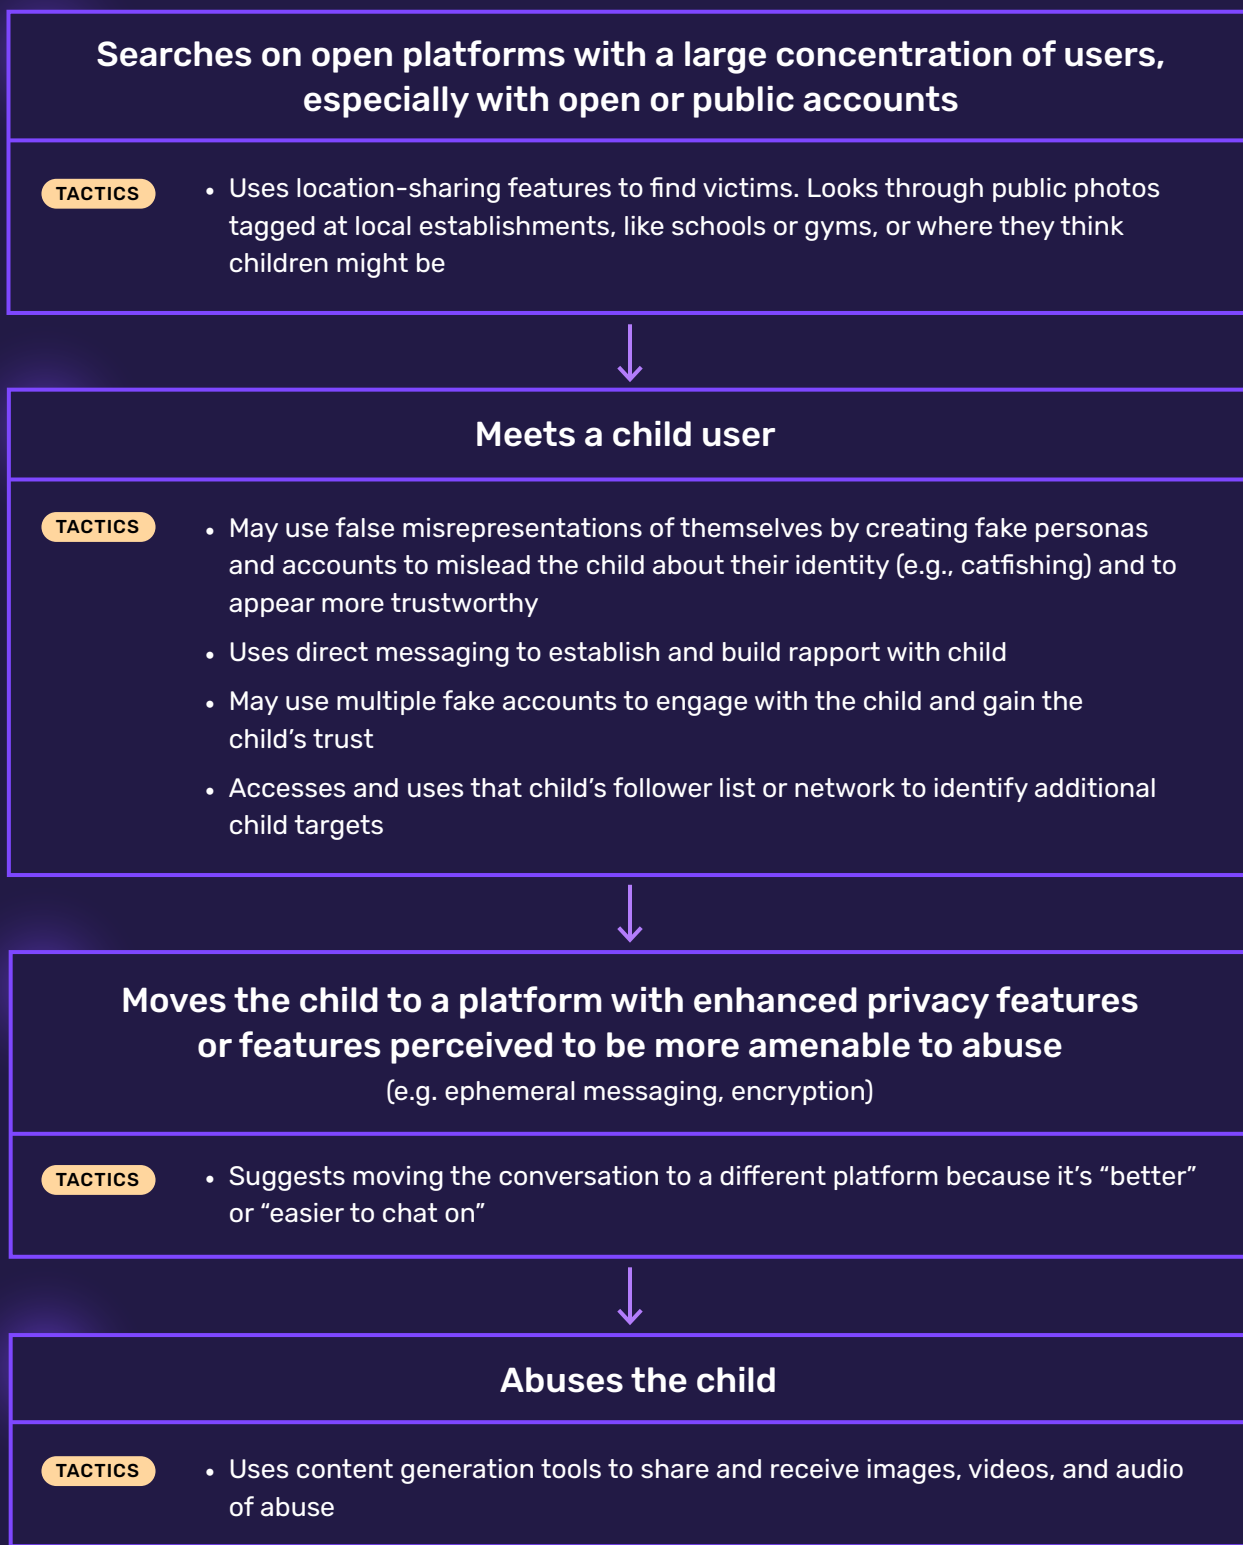 Searches on open platforms with a large concentration of users,
especially with open or public accounts
TACTICS
• Uses location-sharing features to find victims. Looks through public photos
tagged at local establishments, like schools or gyms, or where they think
children might be
Meets a child user
TACTICS
• May use false misrepresentations of themselves by creating fake personas
and accounts to mislead the child about their identity (e.g., catfishing) and to
appear more trustworthy
• Uses direct messaging to establish and build rapport with child
• May use multiple fake accounts to engage with the child and gain the
child’s trust
• Accesses and uses that child’s follower list or network to identify additional
child targets
Moves the child to a platform with enhanced privacy features
or features perceived to be more amenable to abuse
(e.g. ephemeral messaging, encryption)
TACTICS
• Suggests moving the conversation to a different platform because it’s “better”
or “easier to chat on”
Abuses the child
TACTICS
• Uses content generation tools to share and receive images, videos, and audio
of abuse